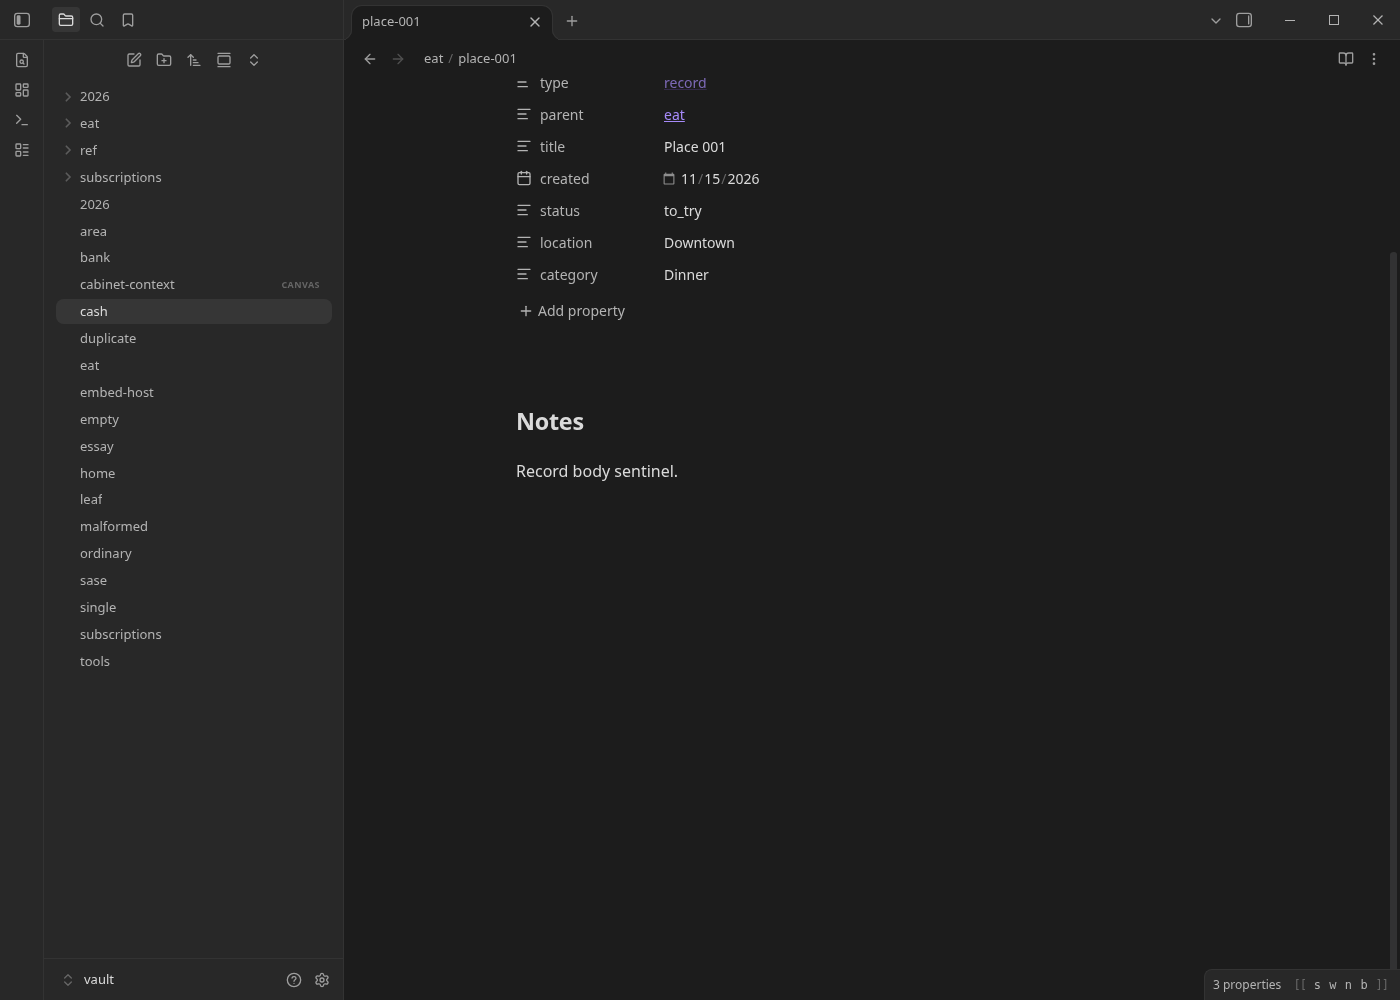 place-001
eat / place-001
2026
eat
ref
subscriptions
2026
area
bank
cabinet-context CANVAS
cash
duplicate
eat
embed-host
empty
essay
home
leaf
malformed
ordinary
sase
single
subscriptions
tools
vault
type record
parent eat
title Place 001
created 11/15/2026
status to_try
location Downtown
category Dinner
Add property
Notes
Record body sentinel.
3 properties [[ s w n b ]]